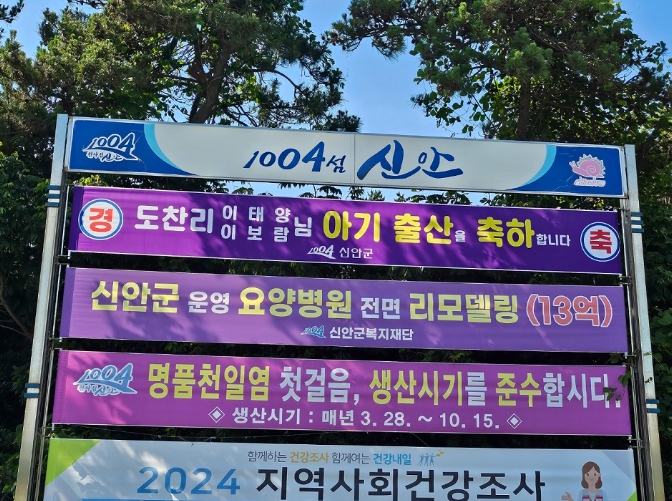 1004 1004섬 신안
경 도찬리 이태양 이보람 님 아기 출산을 축하합니다 축
1004 신안군
신안군 운영 요양병원 전면 리모델링 (13억)
1004 신안군복지재단
1004 명품천일염 첫걸음, 생산시기를 준수합시다.
◈ 생산시기 : 매년 3. 28. ~ 10. 15. ◈
함께하는 건강조사 함께여는 건강내일
2024 지역사회건강조사